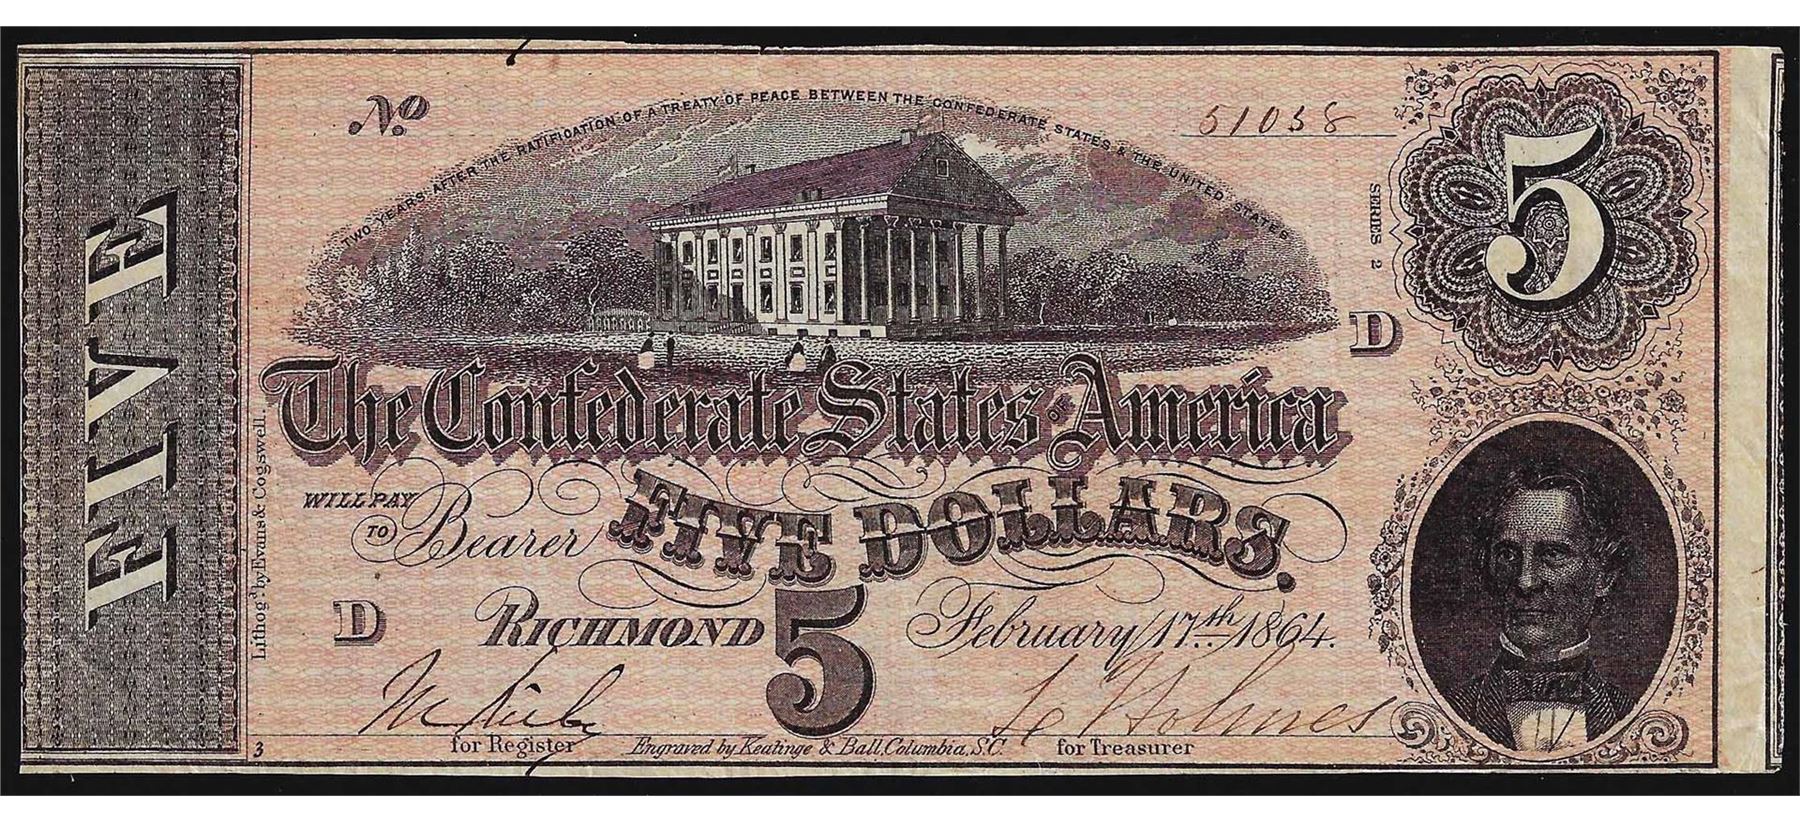 FIVE
No
51058
TWO YEARS AFTER THE RATIFICATION OF A TREATY OF PEACE BETWEEN THE CONFEDERATE STATES & THE UNITED STATES
5
SERIES 2
D
The Confederate States OF America
WILL PAY
TO Bearer FIVE DOLLARS.
D RICHMOND 5 February 17th 1864.
Holmes
3 for Register Engraved by Keatinge & Ball, Columbia, S.C. for Treasurer
Lithog'd by Evans & Cogswell.